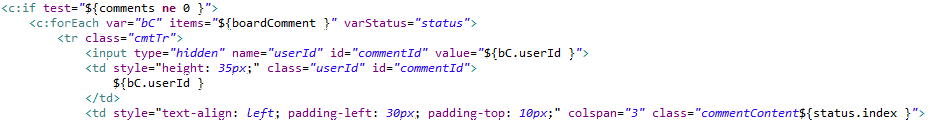 <c:if test="${comments ne 0 }">
<c:forEach var="bC" items="${boardComment }" varStatus="status">
<tr class="cmtTr">
<input type="hidden" name="userId" id="commentId" value="${bC.userId }">
<td style="height: 35px;" class="userId" id="commentId">
${bC.userId }
</td>
<td style="text-align: left; padding-left: 30px; padding-top: 10px;" colspan="3" class="commentContent${status.index }">